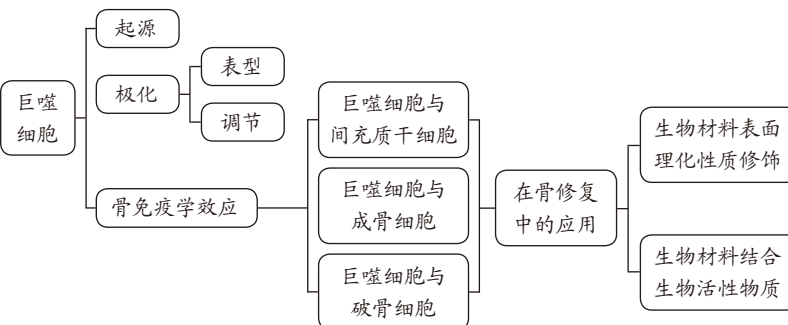 起源
表型
极化
调节
巨噬
细胞
骨免疫学效应
巨噬细胞与
间充质干细胞
巨噬细胞与
成骨细胞
巨噬细胞与
破骨细胞
在骨修复
中的应用
生物材料表面
理化性质修饰
生物材料结合
生物活性物质